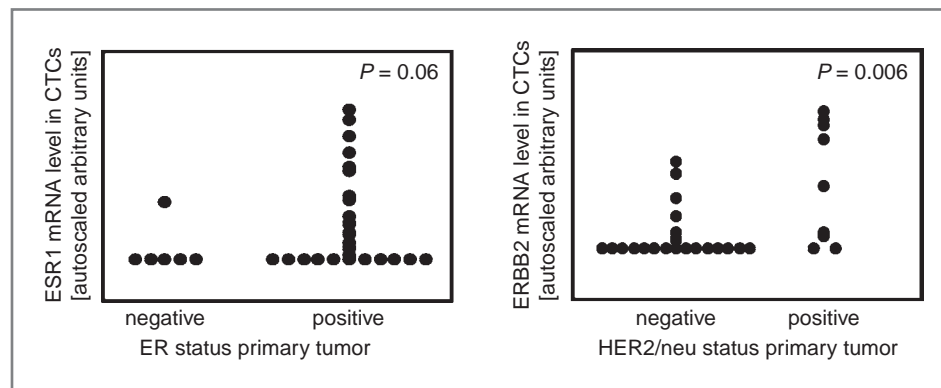 ESR1 mRNA level in CTCs
[autoscaled arbitrary units]
P = 0.06
negative positive
ER status primary tumor
ERBB2 mRNA level in CTCs
[autoscaled arbitrary units]
P = 0.006
negative positive
HER2/neu status primary tumor